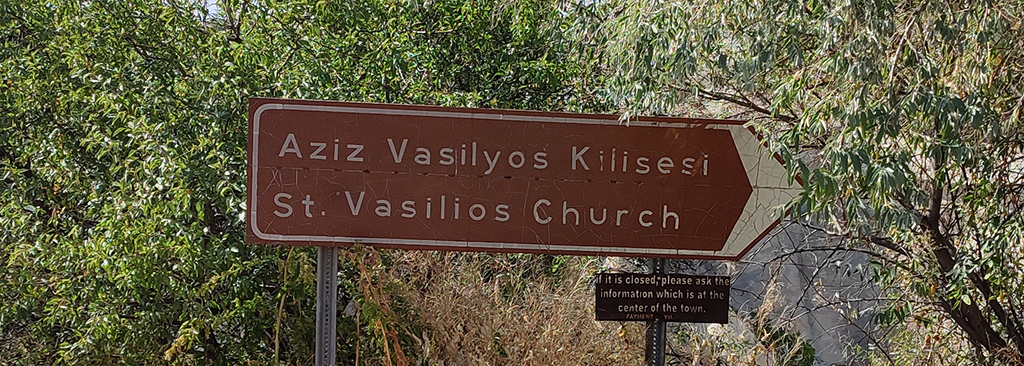 Aziz Vasilyos Kilisesi
St. Vasilios Church
If it is closed, please ask the
information which is at the
center of the town.
PAYMENT